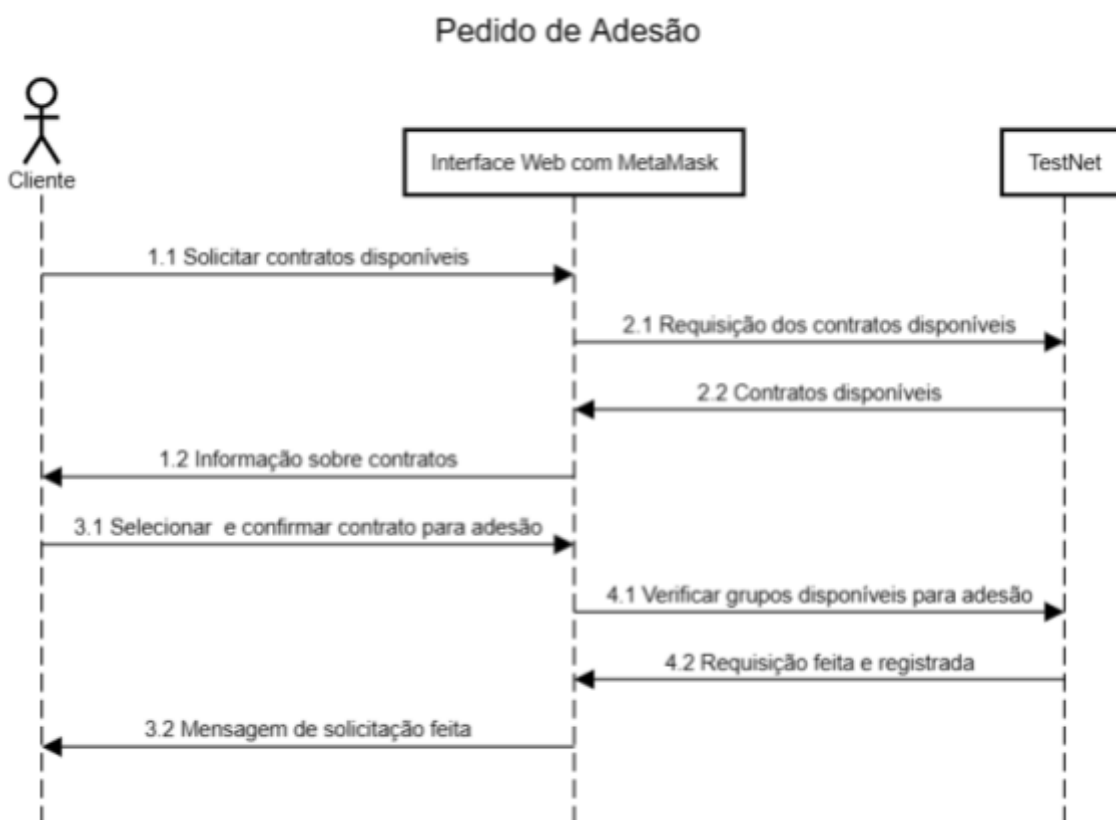 Pedido de Adesão
Cliente
Interface Web com MetaMask
TestNet
1.1 Solicitar contratos disponíveis
2.1 Requisição dos contratos disponíveis
2.2 Contratos disponíveis
1.2 Informação sobre contratos
3.1 Selecionar  e confirmar contrato para adesão
4.1 Verificar grupos disponíveis para adesão
4.2 Requisição feita e registrada
3.2 Mensagem de solicitação feita